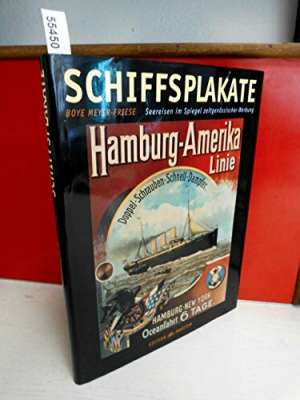 55450
SCHIFFSPLAKATE
BOYE MEYER-FRIESE Seereisen im Spiegel zeitgenössischer Werbung
Hamburg-Amerika
Linie
Doppel-Schrauben-Schnell-Dampfer.
HAMBURG-NEW YORK
Oceanfahrt 6 TAGE.
EDITION